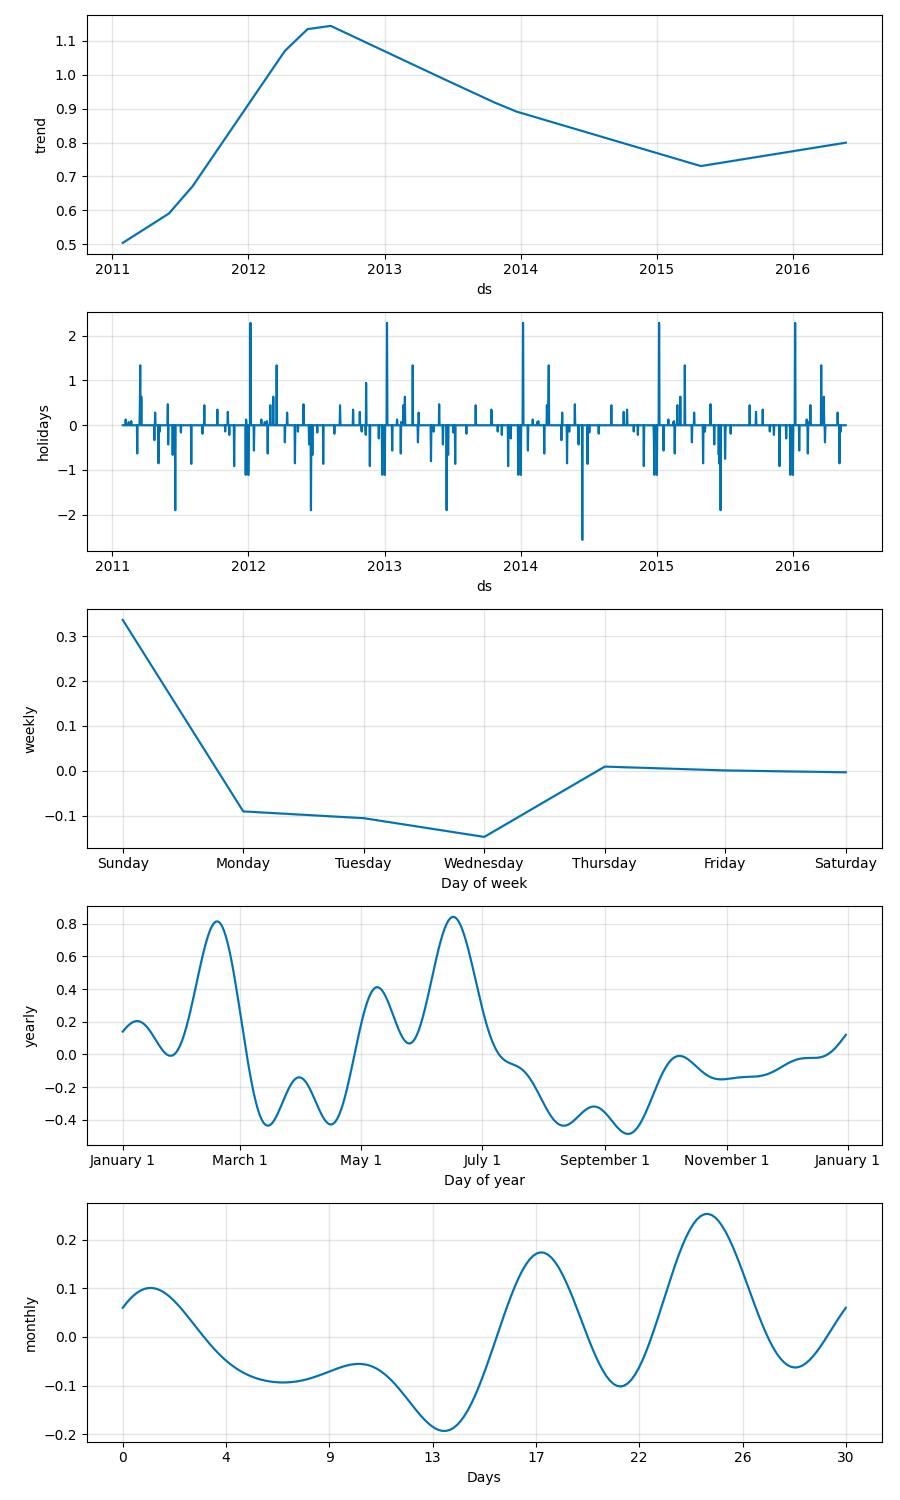 1.1
1.0
0.9
0.8
0.7
0.6
0.5
trend
2011 2012 2013 2014 2015 2016
ds
2
1
0
−1
−2
holidays
2011 2012 2013 2014 2015 2016
ds
0.3
0.2
0.1
0.0
−0.1
weekly
Sunday Monday Tuesday Wednesday Thursday Friday Saturday
Day of week
0.8
0.6
0.4
0.2
0.0
−0.2
−0.4
yearly
January 1 March 1 May 1 July 1 September 1 November 1 January 1
Day of year
0.2
0.1
0.0
−0.1
−0.2
monthly
0 4 9 13 17 22 26 30
Days